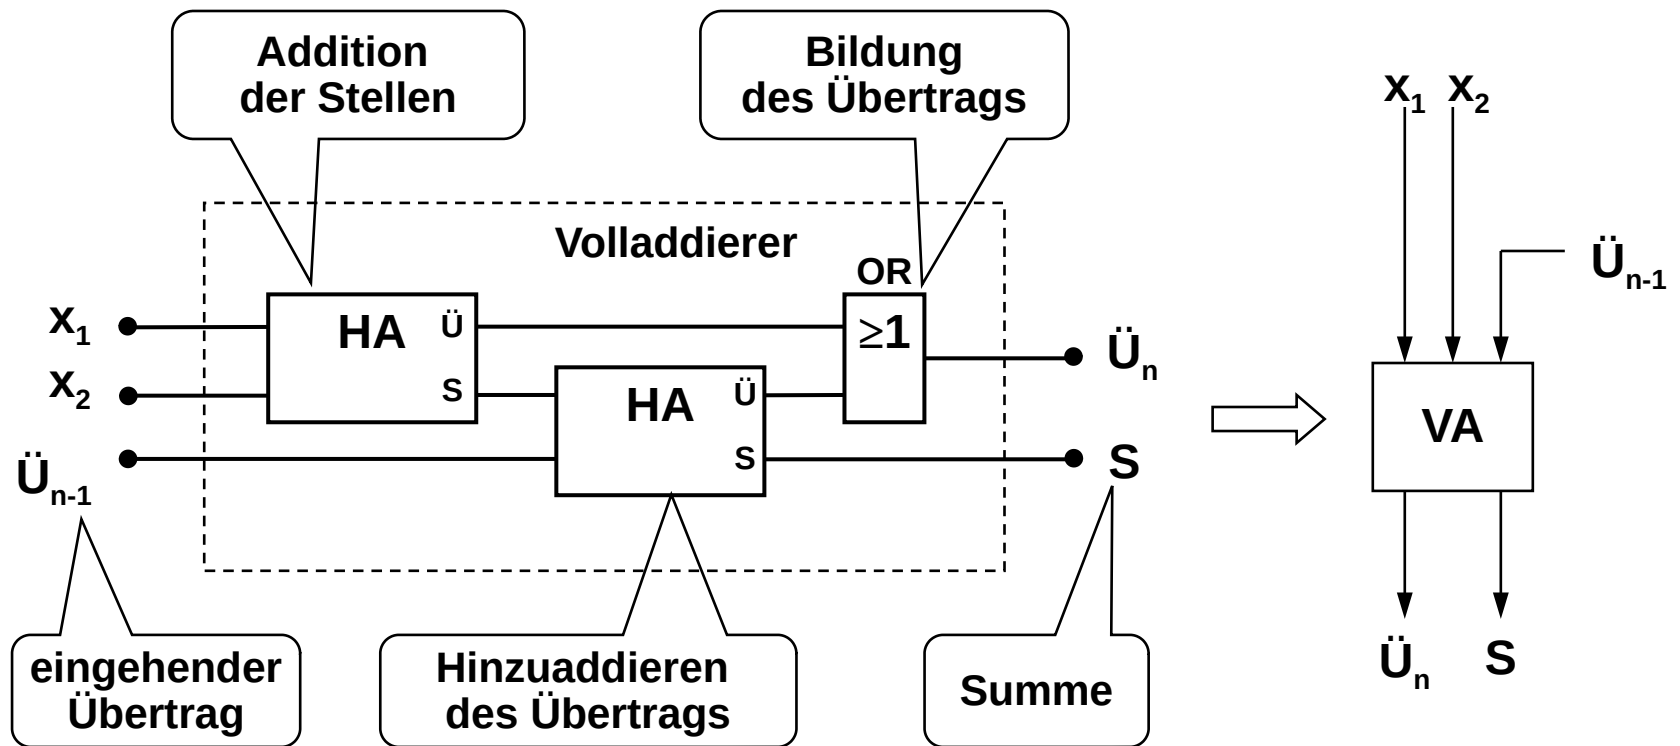 Addition
der Stellen
Bildung
des Übertrags
Volladdierer
OR
x1
x2
Ün-1
HA
Ü
S
HA
Ü
S
≥1
Ün
S
eingehender
Übertrag
Hinzuaddieren
des Übertrags
Summe
x1 x2
Ün-1
VA
Ün S